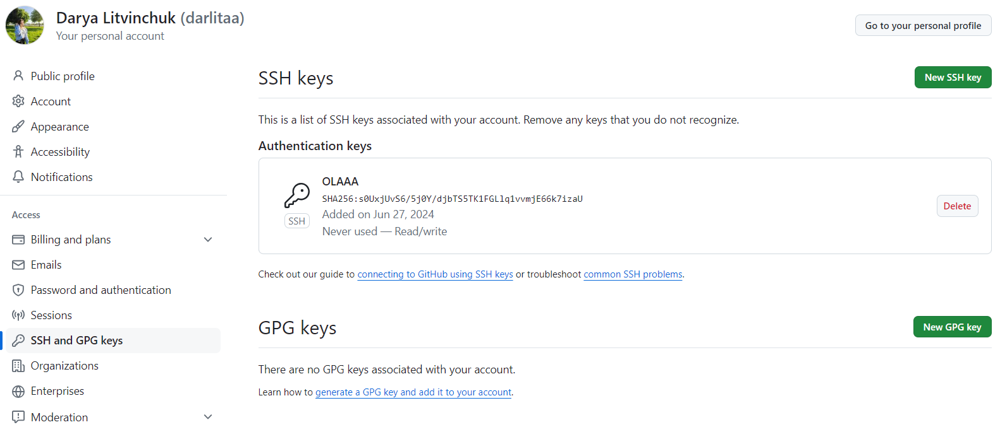 Darya Litvinchuk (darlitaa)
Your personal account
Go to your personal profile
Public profile
Account
Appearance
Accessibility
Notifications
Access
Billing and plans
Emails
Password and authentication
Sessions
SSH and GPG keys
Organizations
Enterprises
Moderation
SSH keys
New SSH key
This is a list of SSH keys associated with your account. Remove any keys that you do not recognize.
Authentication keys
OLAAA
SHA256:s0UxjUvS6/5j0Y/djbTS5TK1FGLlq1vvmjE66k7izaU
SSH
Added on Jun 27, 2024
Never used — Read/write
Delete
Check out our guide to connecting to GitHub using SSH keys or troubleshoot common SSH problems.
GPG keys
New GPG key
There are no GPG keys associated with your account.
Learn how to generate a GPG key and add it to your account.